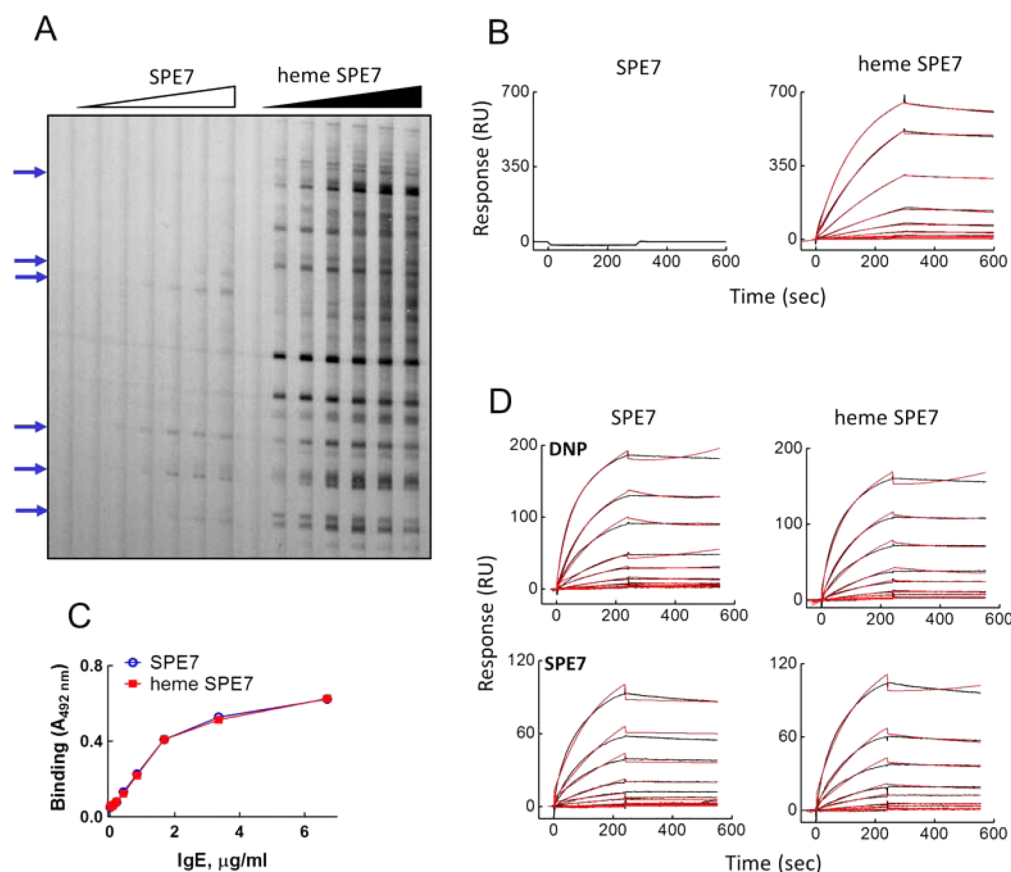 A
SPE7
heme SPE7
B
SPE7
heme SPE7
Response (RU)
700
350
0
0 200 400 600
700
350
0
0 200 400 600
Time (sec)
C
SPE7
heme SPE7
Binding (A492 nm)
0.8
0.4
0.0
0 2 4 6
IgE, μg/ml
D
SPE7
heme SPE7
Response (RU)
DNP
200
100
0
0 200 400 600
200
100
0
0 200 400 600
SPE7
120
60
0
0 200 400 600
120
60
0
0 200 400 600
Time (sec)